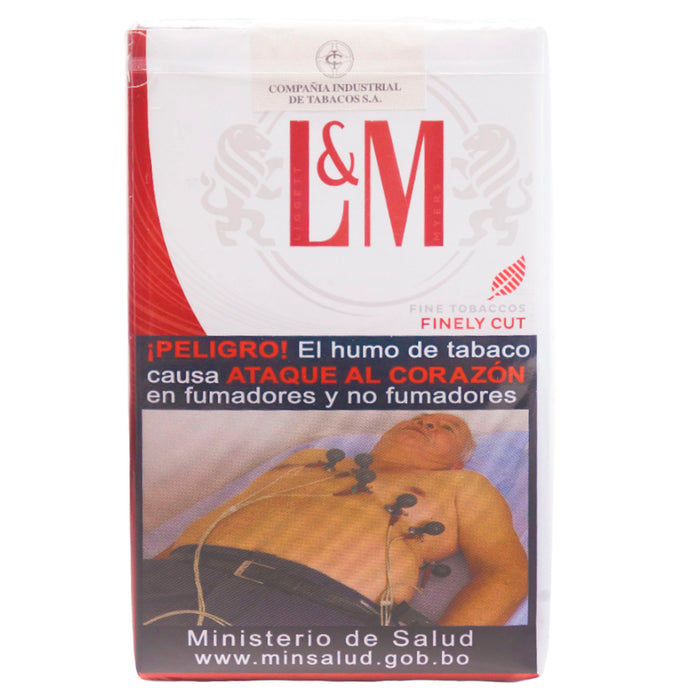 COMPAÑIA INDUSTRIAL
DE TABACOS S.A.
L&M
LIGGETT
MYERS
FINE TOBACCOS
FINELY CUT
¡PELIGRO! El humo de tabaco
causa ATAQUE AL CORAZÓN
en fumadores y no fumadores
Ministerio de Salud
www.minsalud.gob.bo